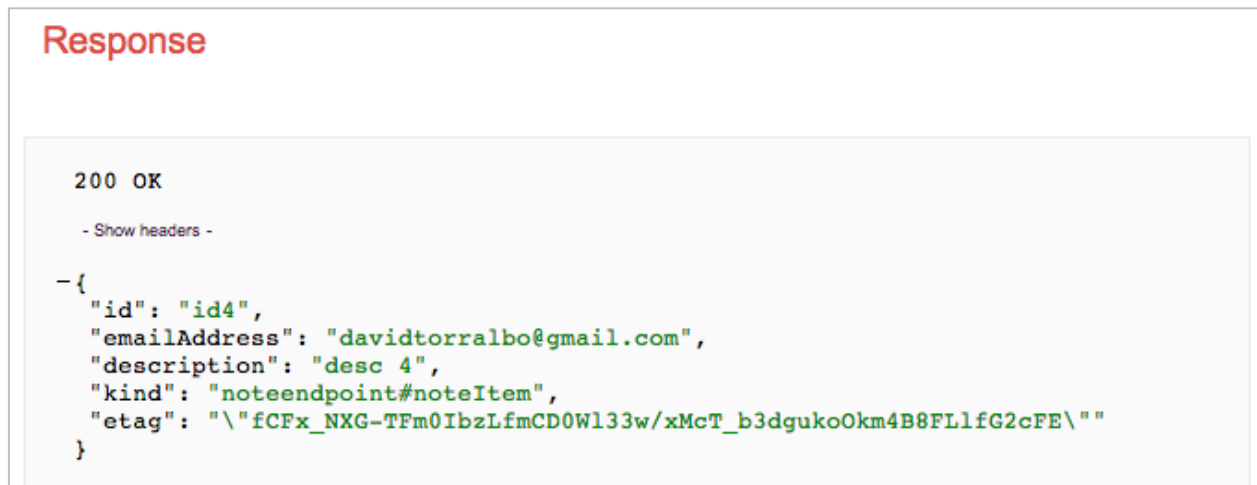 Response
200 OK
- Show headers -
-{
"id": "id4",
"emailAddress": "davidtorralbo@gmail.com",
"description": "desc 4",
"kind": "noteendpoint#noteItem",
"etag": "\"fCFx_NXG-TFm0IbzLfmCD0Wl33w/xMcT_b3dgukoOkm4B8FLlfG2cFE\""
}